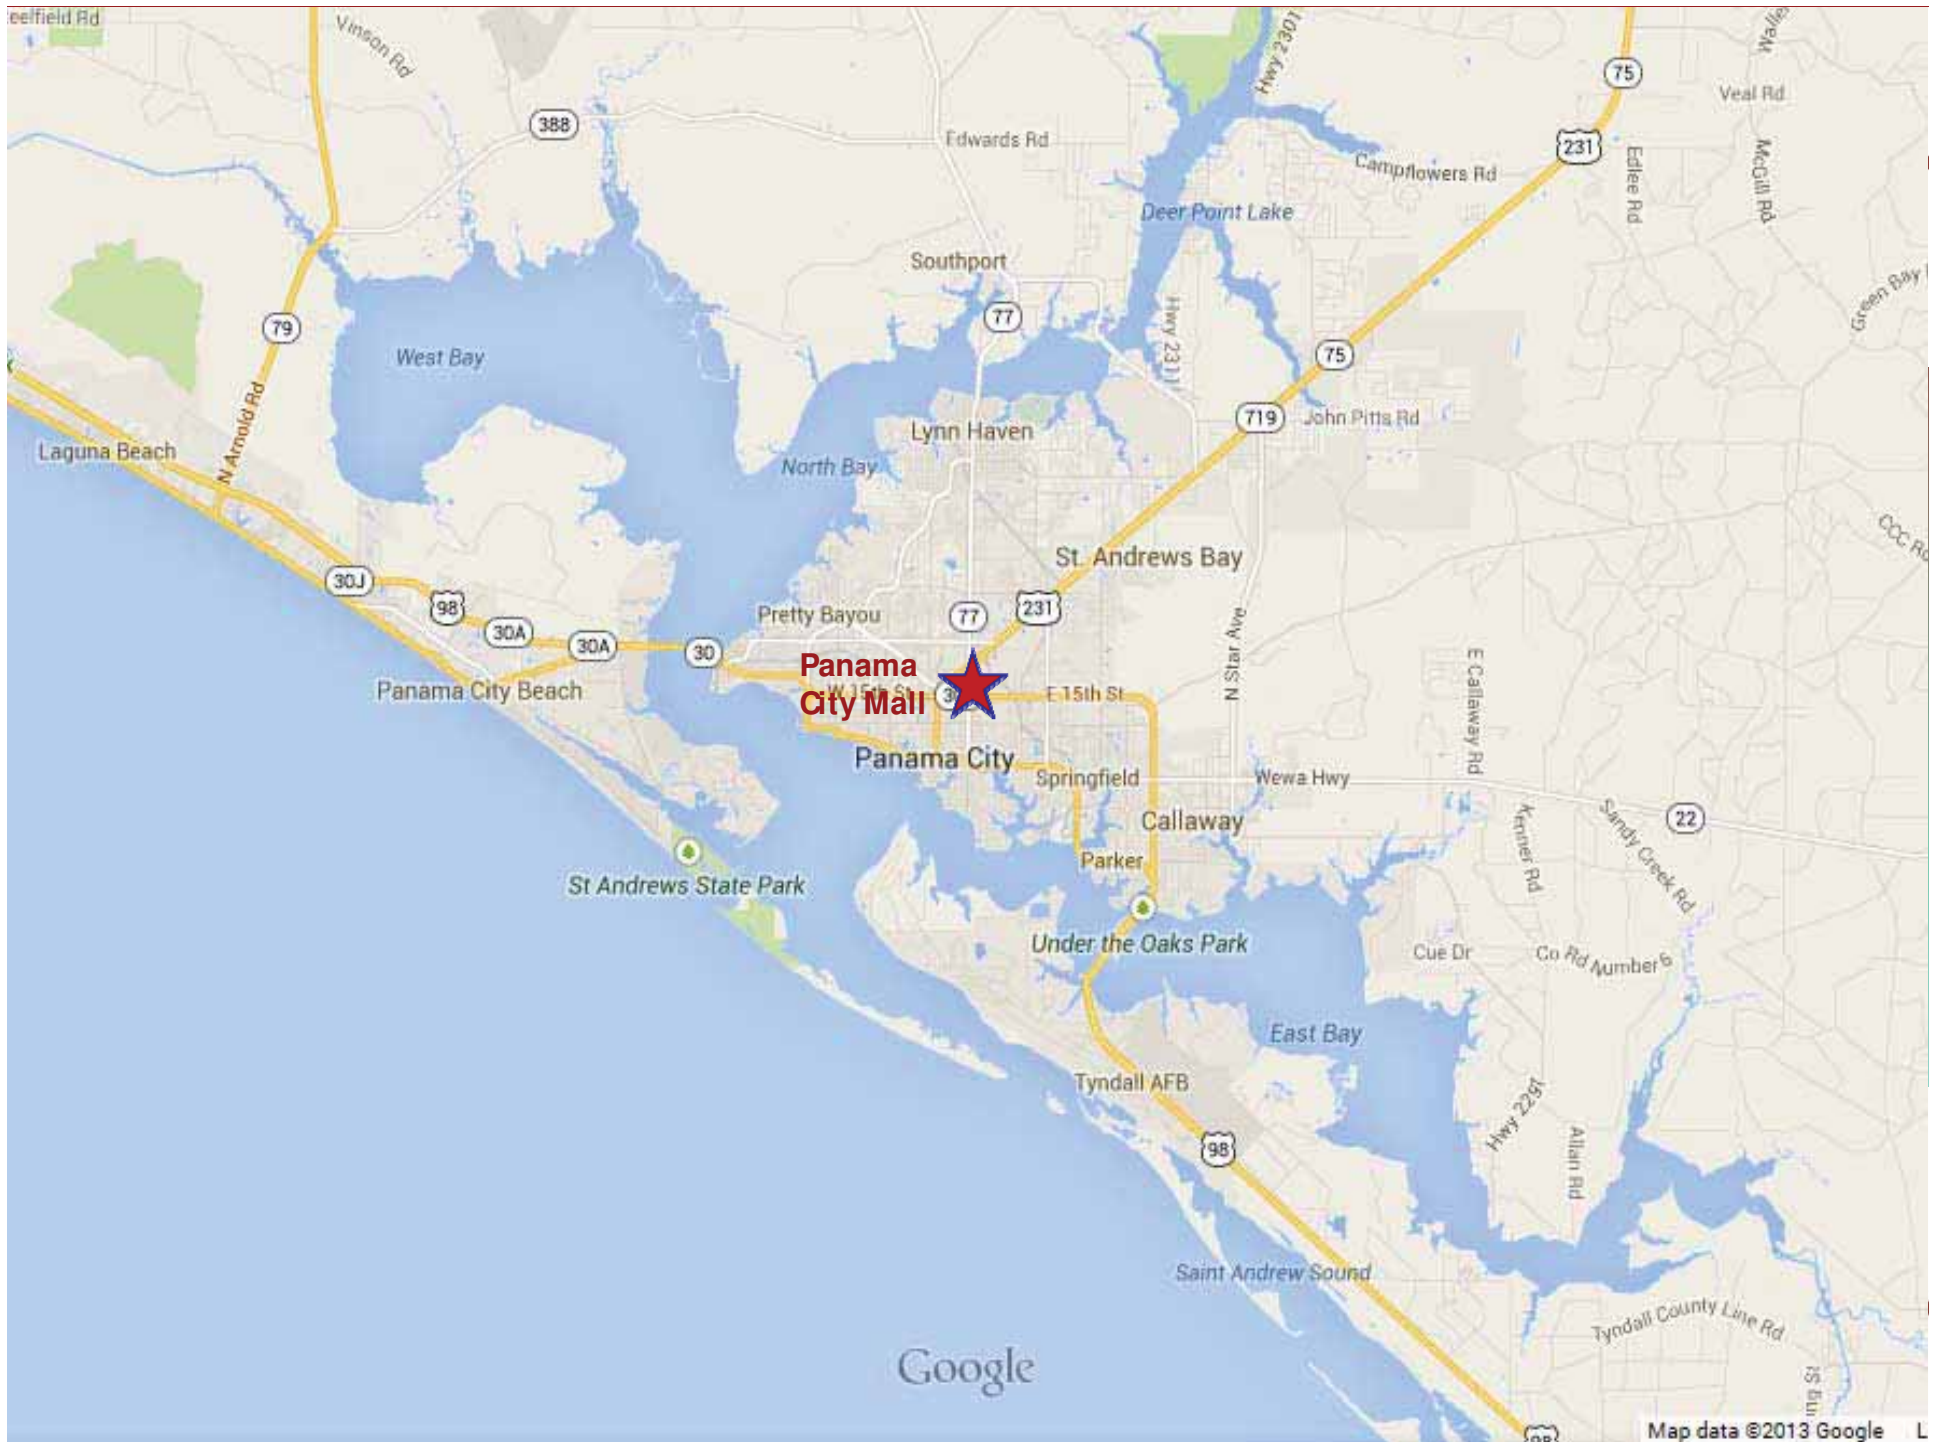 eelfield Rd
Vinson Rd
Hwy 2301
75
Veal Rd
388
Edwards Rd
231
Campflowers Rd
Edlee Rd
McGill Rd
Deer Point Lake
Southport
77
79
Hwy 2311
Green Bay
West Bay
75
N Arnold Rd
719
John Pitts Rd
Lynn Haven
Laguna Beach
North Bay
CCC Rd
St. Andrews Bay
30J
98
Pretty Bayou
77
231
30A
30A
30
N Star Ave
E Callaway Rd
Panama
City Mall
W 15th St
E 15th St
Panama City Beach
Panama City
Springfield
Wewa Hwy
Callaway
22
Kenner Rd
Sandy Creek Rd
Parker
St Andrews State Park
Under the Oaks Park
Cue Dr
Co Rd Number 6
East Bay
Tyndall AFB
Hwy 2297
98
Allan Rd
Saint Andrew Sound
Tyndall County Line Rd
Google
Map data ©2013 Google
98